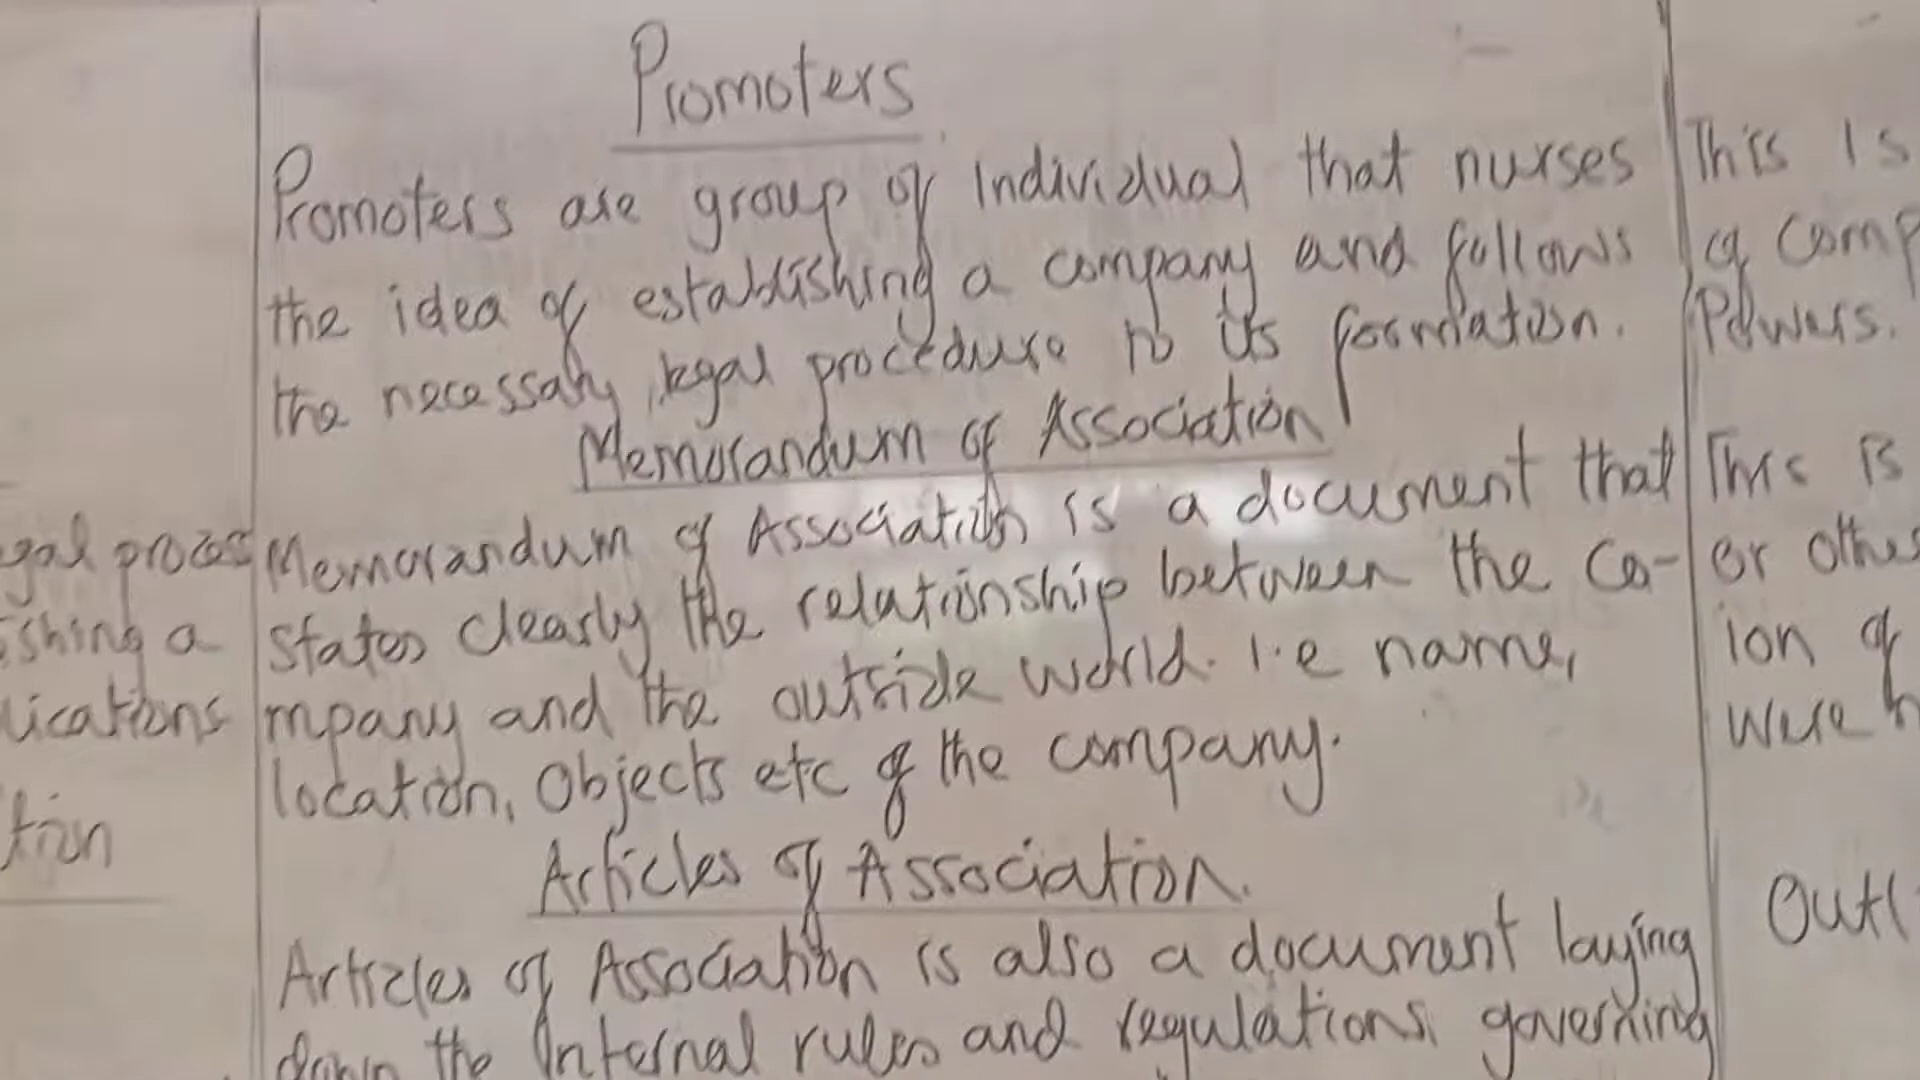 Promoters
Promoters are group of Individual that nurses
the idea of establishing a company and follows
the necessary legal procedure to its formation.
Memorandum of Association
Memorandum of Association is a document that
states clearly the relationship between the Co-
mpany and the outside world. i.e name,
location, Objects etc of the company.
Articles of Association.
Articles of Association is also a document laying
down the Internal rules and regulations governing
shing a
lications
tion
This is
of Comp
Powers.
This is
or other
ion of
were
Outl